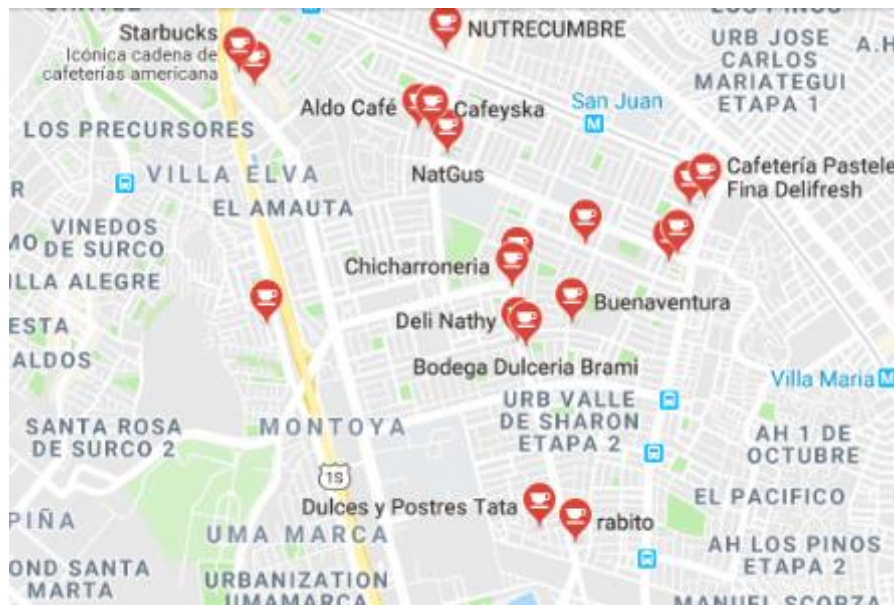 Starbucks
Icónica cadena de
cafeterías americana
NUTRECUMBRE
URB JOSE
CARLOS
MARIATEGUI
ETAPA 1
A.H
Aldo Café
Cafeyska
San Juan
M
LOS PRECURSORES
VILLA ELVA
NatGus
Cafetería Pastele
Fina Delifresh
EL AMAUTA
VINEDOS
DE SURCO
Chicharroneria
ILLA ALEGRE
Buenaventura
ESTA
ALDOS
Deli Nathy
Bodega Dulceria Brami
Villa Maria
M
URB VALLE
DE SHARON
ETAPA 2
SANTA ROSA
DE SURCO 2
MONTOYA
AH 1 DE
OCTUBRE
1S
Dulces y Postres Tata
rabito
EL PACIFICO
PIÑA
UMA MARCA
AH LOS PINOS
ETAPA 2
OND SANTA
MARTA
URBANIZATION
UMAMARCA
MANUEL SCORZA